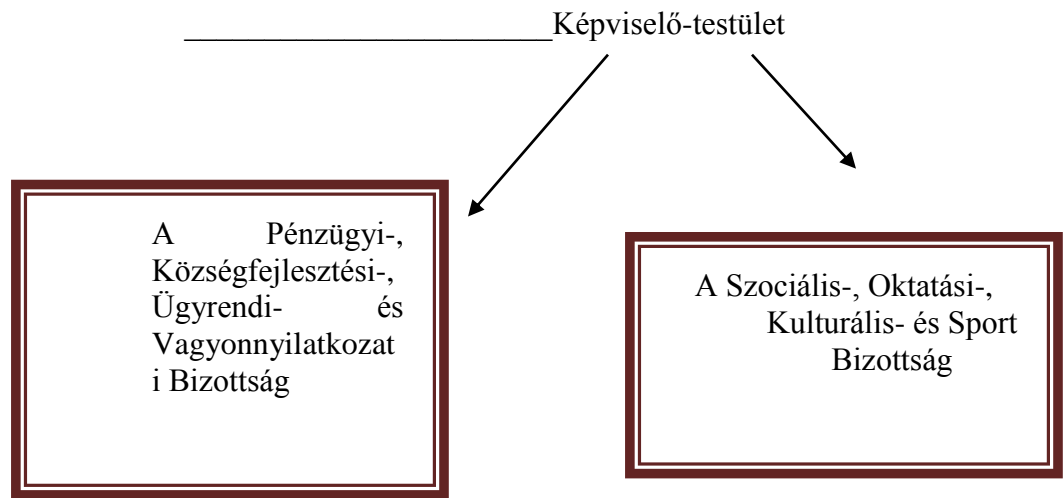 _______________________Képviselő-testület
A Pénzügyi-,
Községfejlesztési-,
Ügyrendi- és
Vagyonnyilatkozat
i Bizottság
A Szociális-, Oktatási-,
Kulturális- és Sport
Bizottság